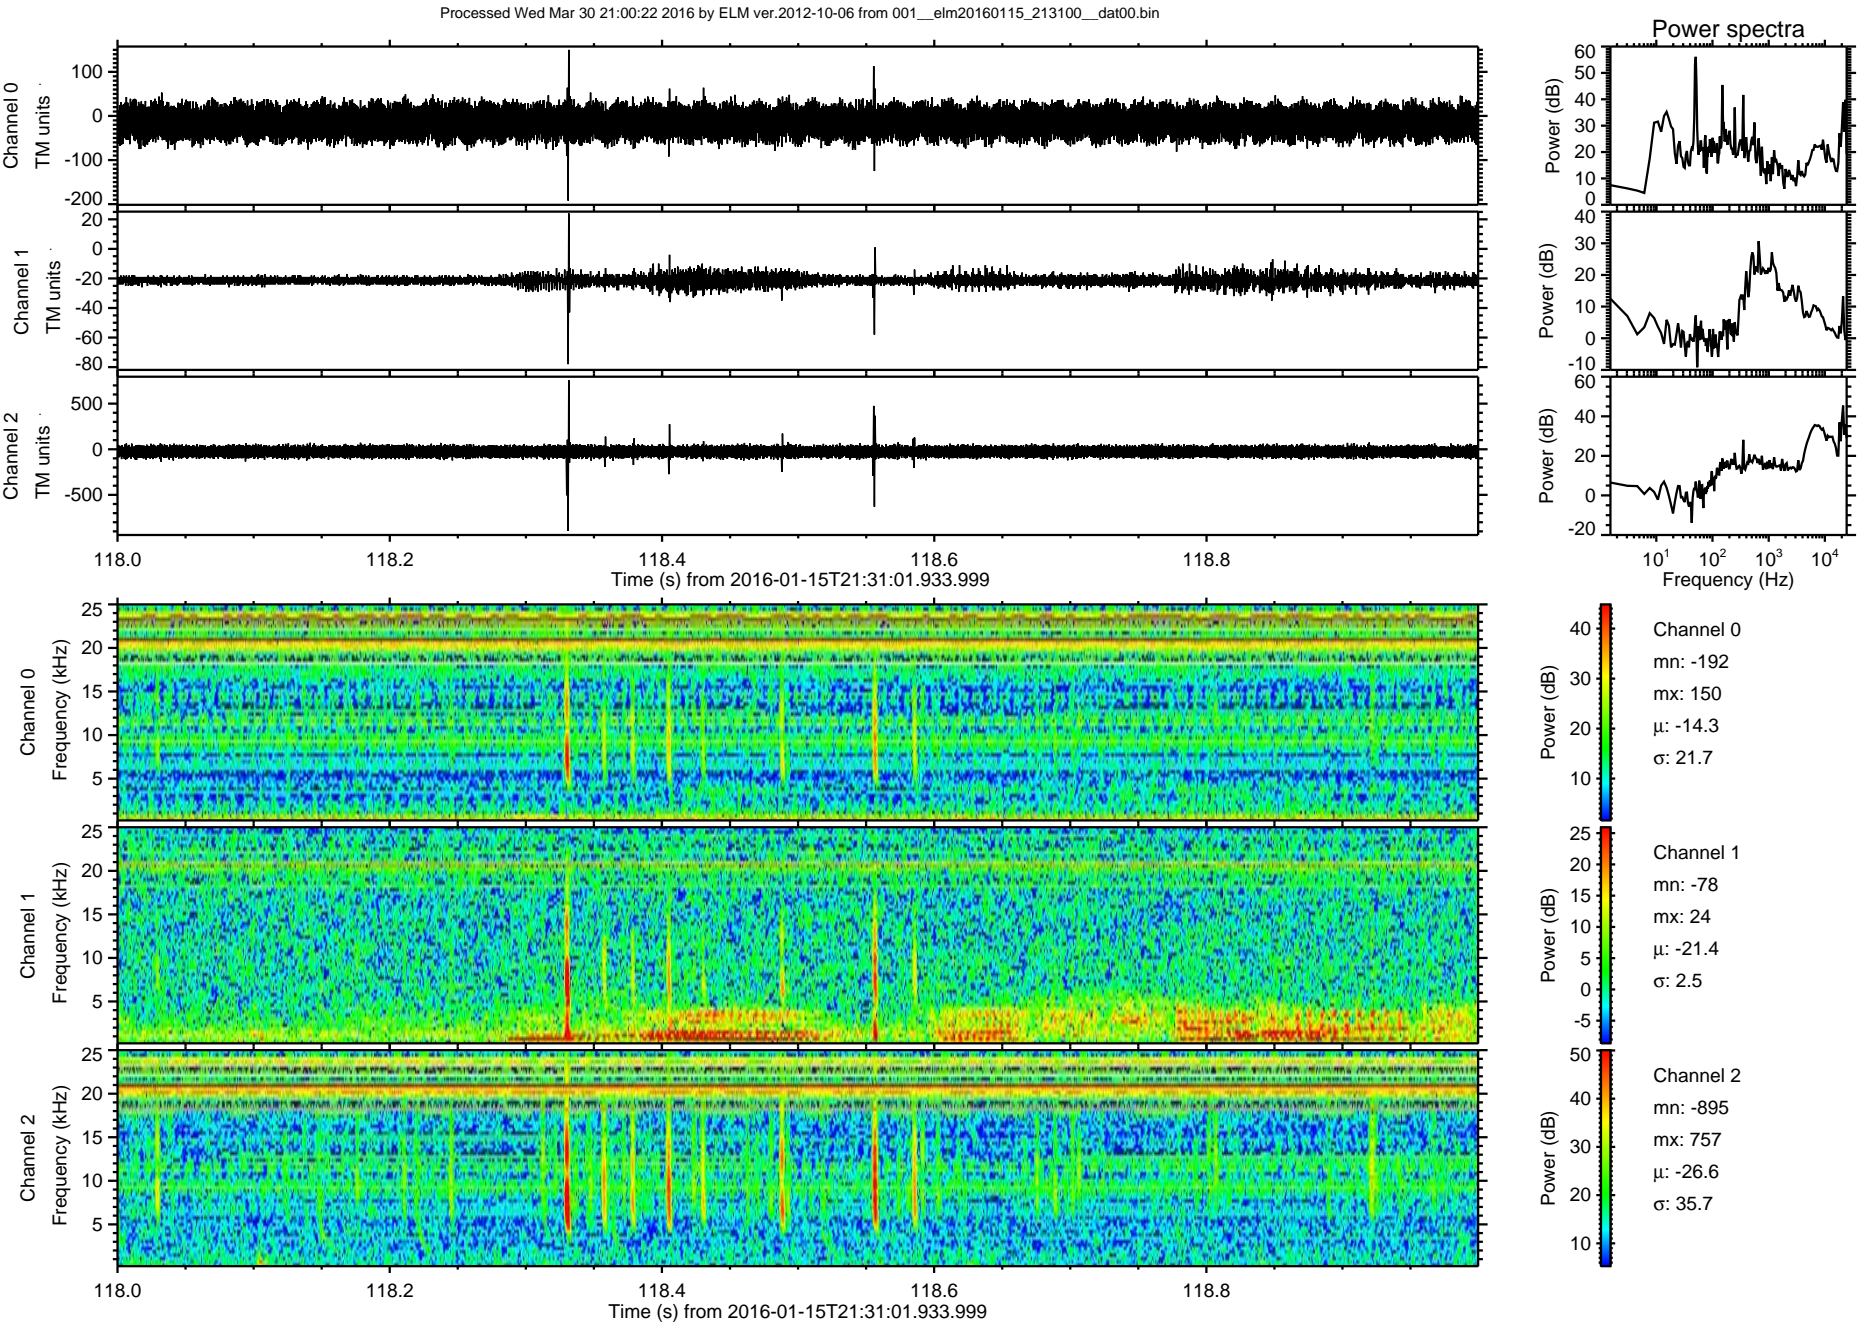 Processed Wed Mar 30 21:00:22 2016 by ELM ver.2012-10-06 from 001__elm20160115_213100__dat00.bin
Power spectra
Channel 0
TM units
100
0
-100
-200
Power (dB)
60
50
40
30
20
10
0
Channel 1
TM units
20
0
-20
-40
-60
-80
Power (dB)
40
30
20
10
0
-10
Channel 2
TM units
500
0
-500
Power (dB)
60
40
20
0
-20
118.0 118.2 118.4 118.6 118.8
Time (s) from 2016-01-15T21:31:01.933.999
10¹ 10² 10³ 10⁴
Frequency (Hz)
Channel 0
Frequency (kHz)
25
20
15
10
5
Power (dB)
40
30
20
10
Channel 0
mn: -192
mx: 150
μ: -14.3
σ: 21.7
Channel 1
Frequency (kHz)
25
20
15
10
5
Power (dB)
25
20
15
10
5
0
-5
Channel 1
mn: -78
mx: 24
μ: -21.4
σ: 2.5
Channel 2
Frequency (kHz)
25
20
15
10
5
Power (dB)
50
40
30
20
10
Channel 2
mn: -895
mx: 757
μ: -26.6
σ: 35.7
118.0 118.2 118.4 118.6 118.8
Time (s) from 2016-01-15T21:31:01.933.999